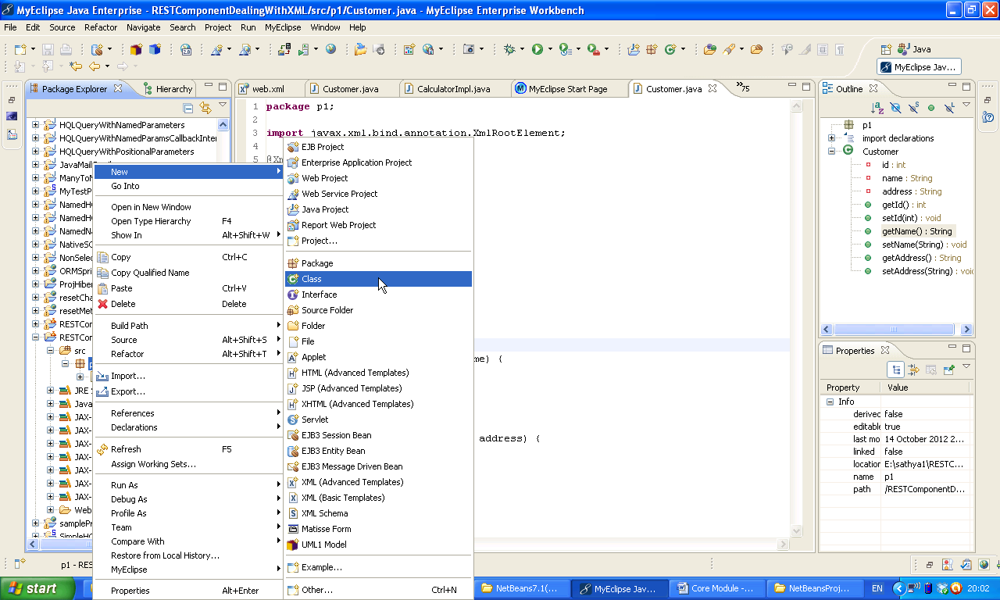 MyEclipse Java Enterprise - RESTComponentDealingWithXML/src/p1/Customer.java - MyEclipse Enterprise Workbench
File Edit Source Refactor Navigate Search Project Run MyEclipse Window Help
Java
MyEclipse Jav...
Package Explorer
Hierarchy
web.xml
Customer.java
CalculatorImpl.java
MyEclipse Start Page
Customer.java
75
Outline
HQLQueryWithNamedParameters
HQLQueryWithNamedParamsCallbackInter
HQLQueryWithPositionalParameters
JavaMail
ManyToM
MyTestP
NamedH
NamedH
NamedNa
NativeSQ
NonSelec
ORMSpri
ProjHiber
resetCha
resetMet
RESTCon
RESTCon
src
JRE
Java
JAX-
JAX-
JAX-
JAX-
JAX-
JAX-
JAX-
Web
samplePr
SimpleHQ
1 package p1;
2
3 import javax.xml.bind.annotation.XmlRootElement;
4
5 @Xm
me) {
address) {
New
Go Into
Open in New Window
Open Type Hierarchy F4
Show In Alt+Shift+W
Copy Ctrl+C
Copy Qualified Name
Paste Ctrl+V
Delete Delete
Build Path
Source Alt+Shift+S
Refactor Alt+Shift+T
Import...
Export...
References
Declarations
Refresh F5
Assign Working Sets...
Run As
Debug As
Profile As
Team
Compare With
Restore from Local History...
MyEclipse
Properties Alt+Enter
EJB Project
Enterprise Application Project
Web Project
Web Service Project
Java Project
Report Web Project
Project...
Package
Class
Interface
Source Folder
Folder
File
Applet
HTML (Advanced Templates)
JSP (Advanced Templates)
XHTML (Advanced Templates)
Servlet
EJB3 Session Bean
EJB3 Entity Bean
EJB3 Message Driven Bean
XML (Advanced Templates)
XML (Basic Templates)
XML Schema
Matisse Form
UML1 Model
Example...
Other... Ctrl+N
p1
import declarations
Customer
id : int
name : String
address : String
getId() : int
setId(int) : void
getName() : String
setName(String) : void
getAddress() : String
setAddress(String) : voi
Properties
Property Value
Info
derived false
editable true
last mo 14 October 2012 2...
linked false
location E:\sathya1\RESTC...
name p1
path /RESTComponentD...
p1 - RES
start
NetBeans7.1(...
MyEclipse Jav...
Core Module -...
NetBeansProj...
EN
20:02